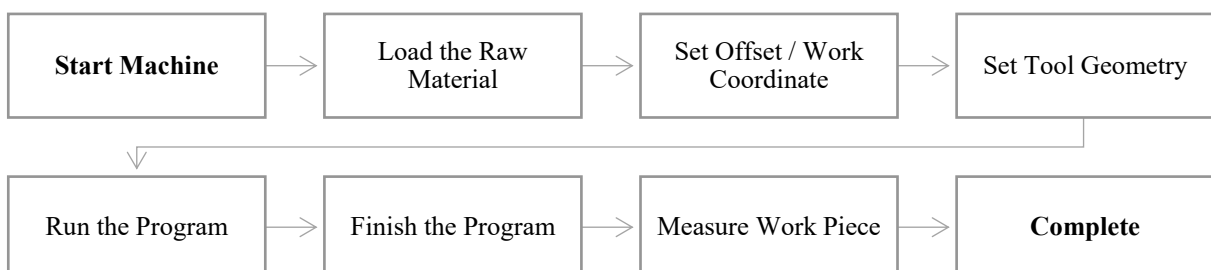 Start Machine
Load the Raw
Material
Set Offset / Work
Coordinate
Set Tool Geometry
Run the Program
Finish the Program
Measure Work Piece
Complete